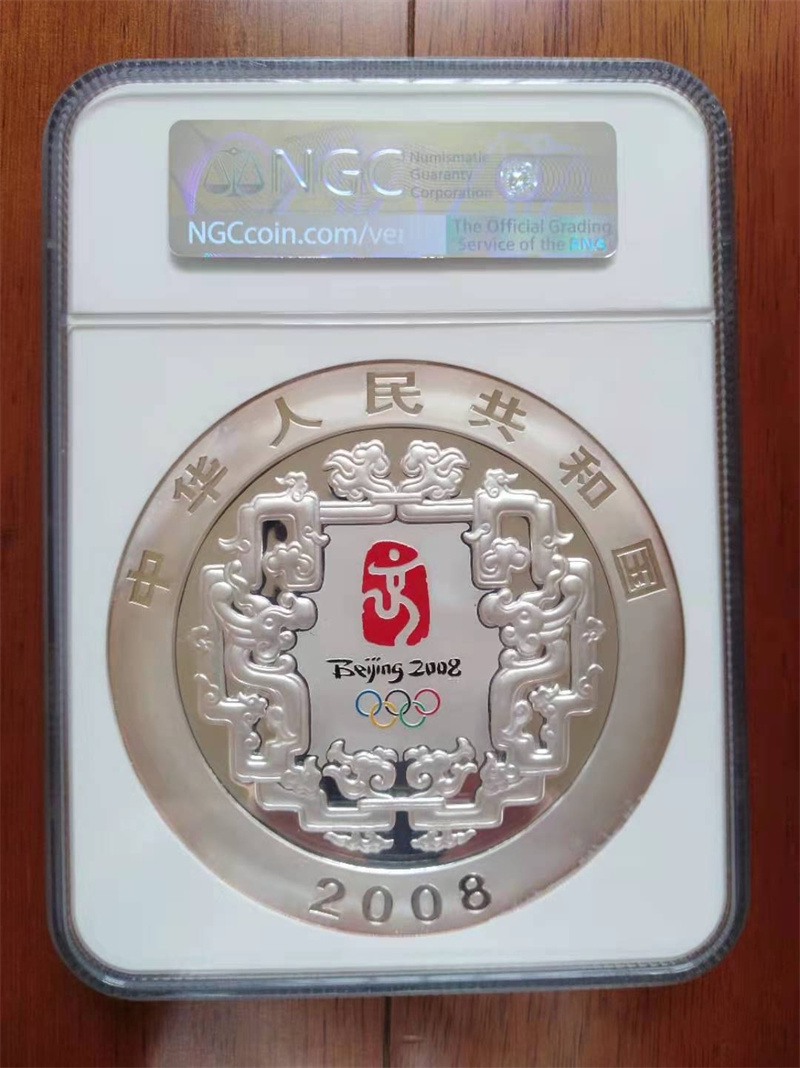 NGC
Numismatic
Guaranty
Corporation
NGCcoin.com/ver
The Official Grading
Service of the PNG
中华人民共和国
Beijing 2008
2008